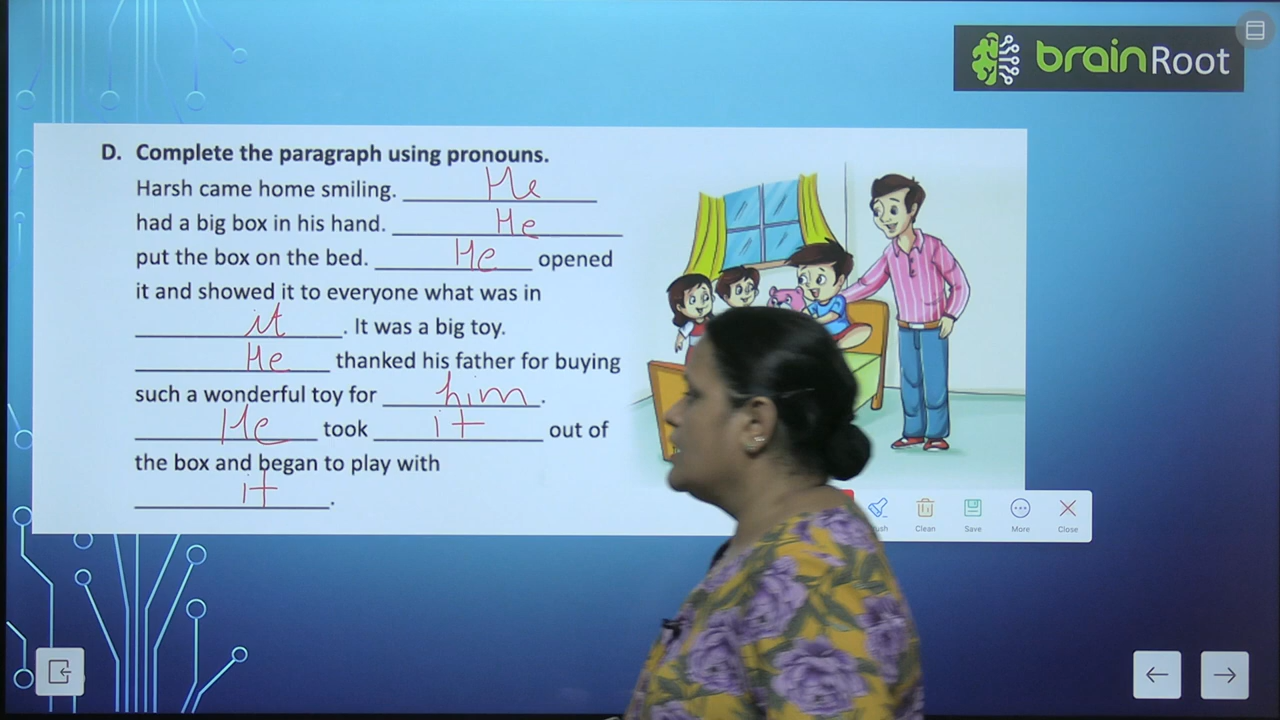 brainRoot
D. Complete the paragraph using pronouns.
Harsh came home smiling. He
had a big box in his hand. He
put the box on the bed. He opened
it and showed it to everyone what was in
it. It was a big toy.
He thanked his father for buying
such a wonderful toy for him.
He took it out of
the box and began to play with
it.
Clean Save More Close